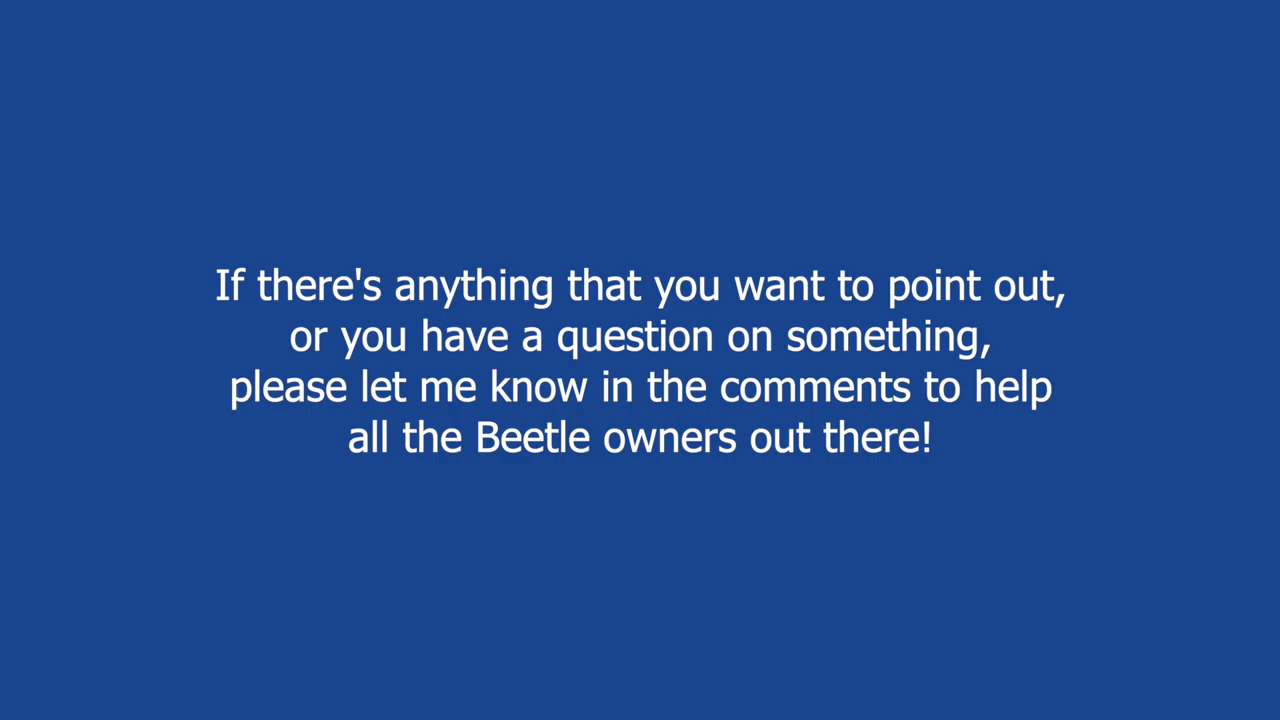 If there's anything that you want to point out,
or you have a question on something,
please let me know in the comments to help
all the Beetle owners out there!